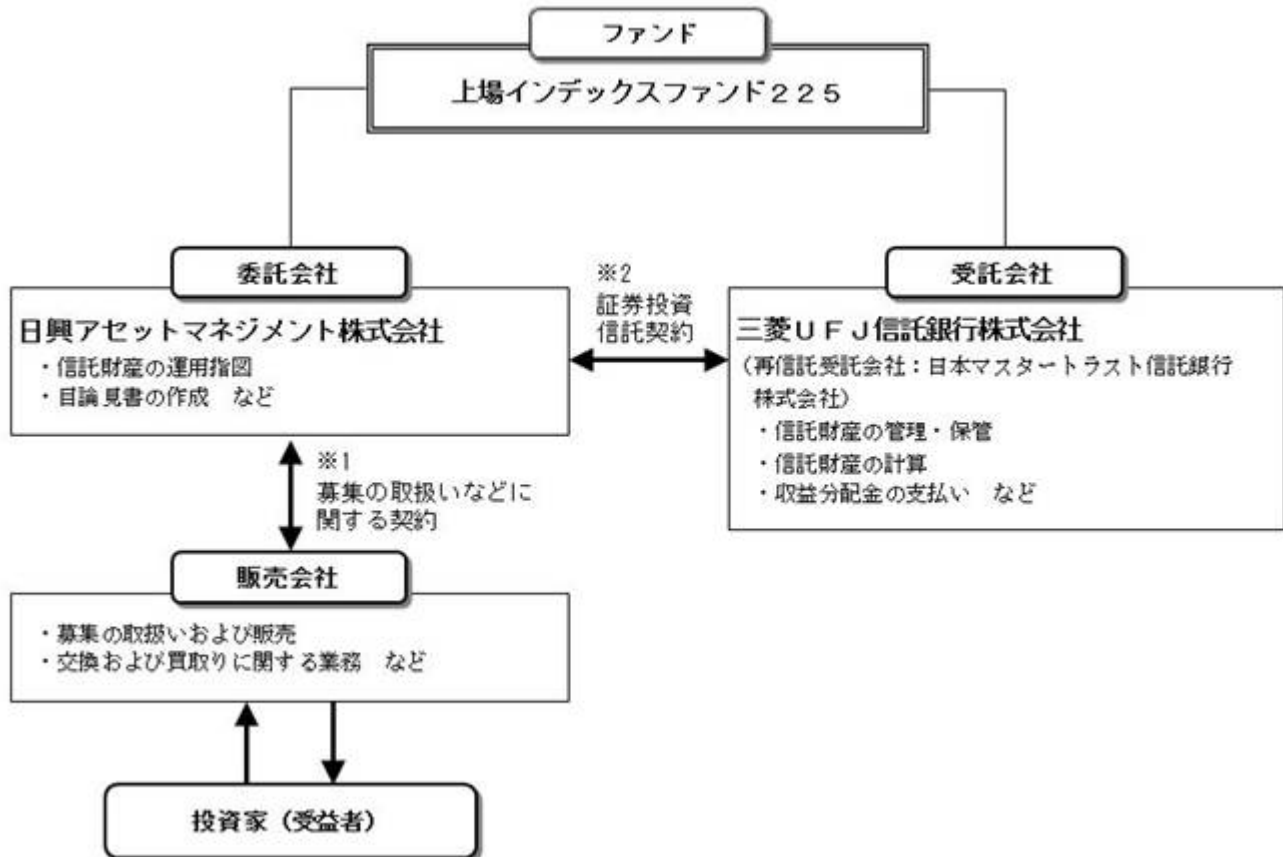 ファンド
上場インデックスファンド２２５
委託会社
日興アセットマネジメント株式会社
・信託財産の運用指図
・目論見書の作成　など
※2
証券投資
信託契約
受託会社
三菱ＵＦＪ信託銀行株式会社
（再信託受託会社：日本マスタートラスト信託銀行
株式会社）
・信託財産の管理・保管
・信託財産の計算
・収益分配金の支払い　など
※1
募集の取扱いなどに
関する契約
販売会社
・募集の取扱いおよび販売
・交換および買取りに関する業務　など
投資家（受益者）